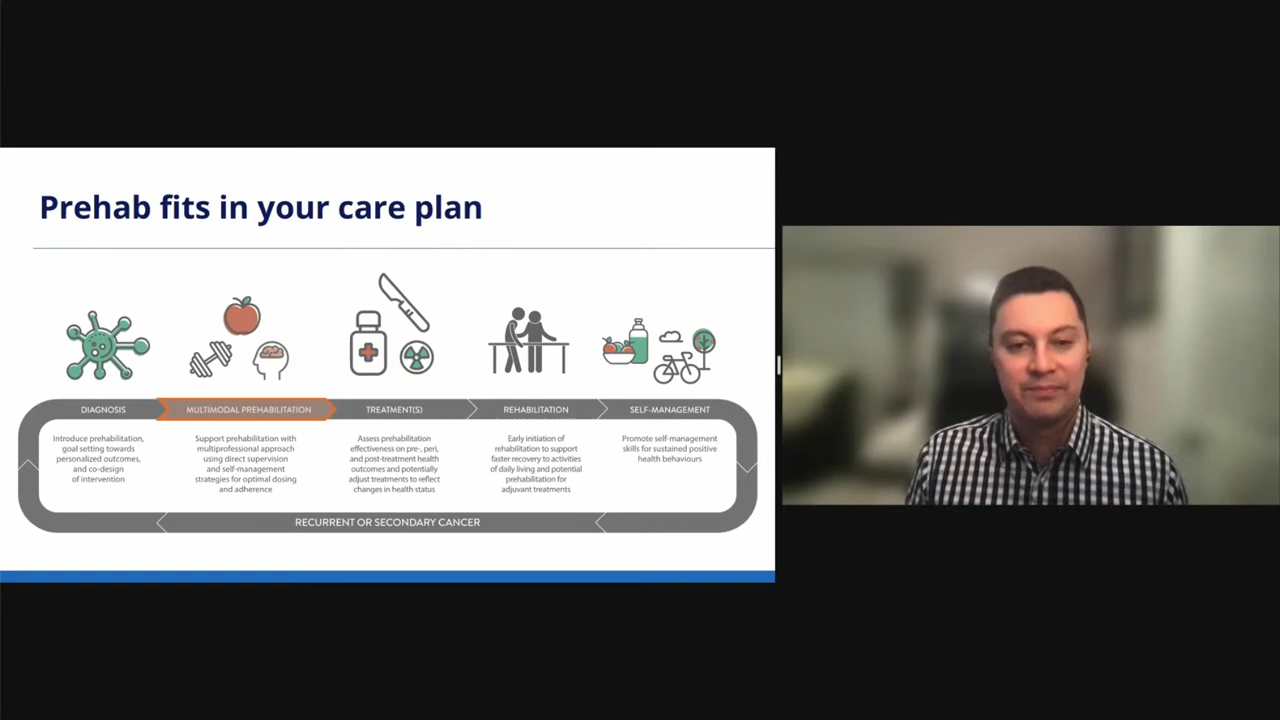 Prehab fits in your care plan
DIAGNOSIS
MULTIMODAL PREHABILITATION
TREATMENT(S)
REHABILITATION
SELF-MANAGEMENT
Introduce prehabilitation,
goal setting towards
personalized outcomes,
and co-design
of intervention
Support prehabilitation with
multiprofessional approach
using direct supervision
and self-management
strategies for optimal dosing
and adherence
Assess prehabilitation
effectiveness on pre-, peri,
and post-treatment health
outcomes and potentially
adjust treatments to reflect
changes in health status
Early initiation of
rehabilitation to support
faster recovery to activities
of daily living and potential
prehabilitation for
adjuvant treatments
Promote self-management
skills for sustained positive
health behaviours
RECURRENT OR SECONDARY CANCER